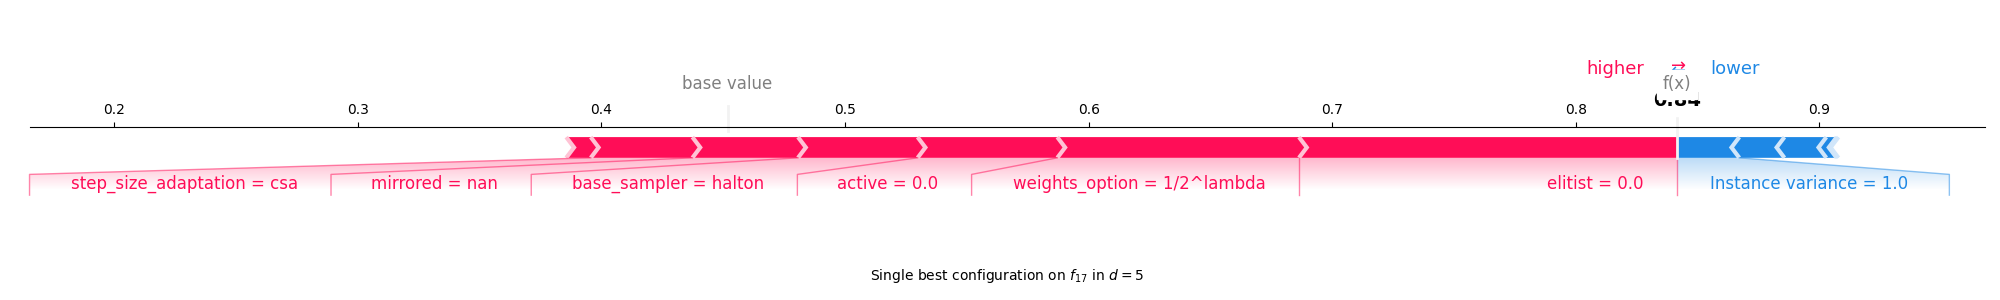 higher ⇄ lower
base value f(x)
0.2 0.3 0.4 0.5 0.6 0.7 0.8 0.84 0.9
step_size_adaptation = csa mirrored = nan base_sampler = halton active = 0.0 weights_option = 1/2^lambda elitist = 0.0 Instance variance = 1.0
Single best configuration on f₁₇ in d = 5